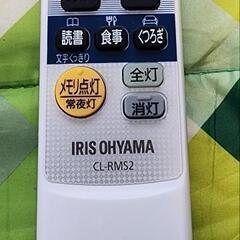 読書
食事
くつろぎ
文字くっきり
メモリ点灯
常夜灯
全灯
消灯
IRIS OHYAMA
CL-RMS2